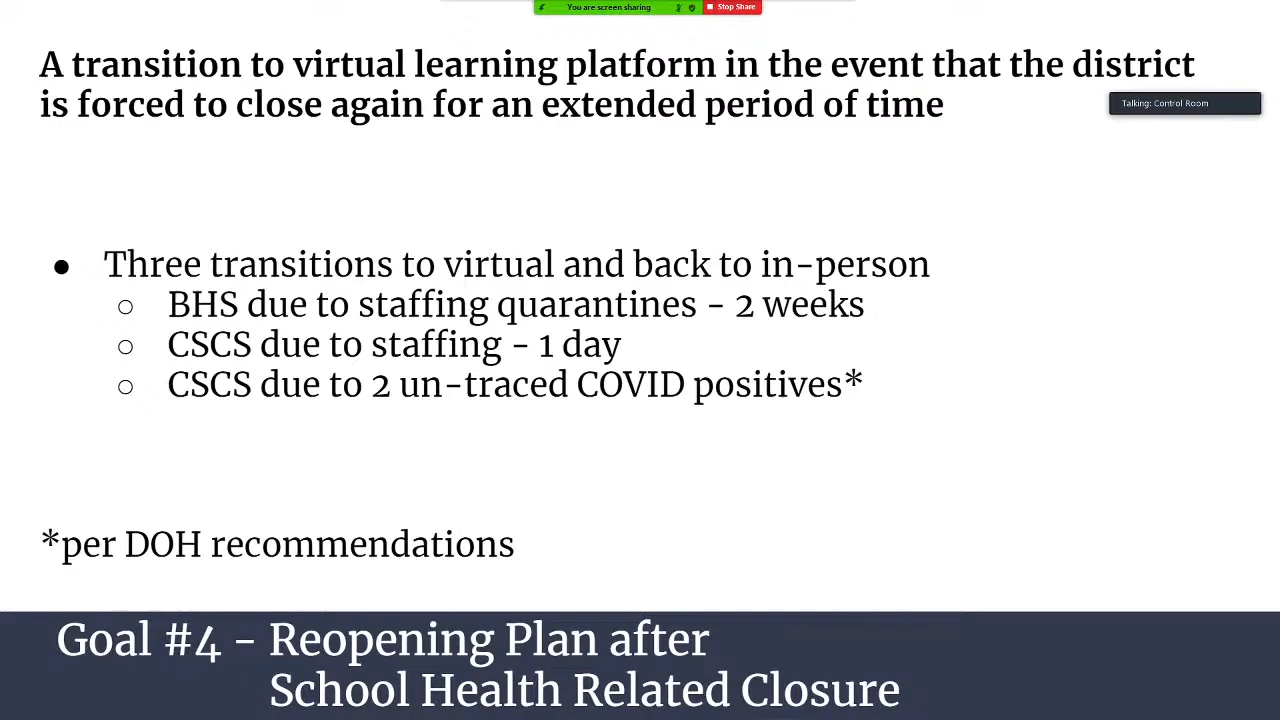 You are screen sharing Stop Share
A transition to virtual learning platform in the event that the district
is forced to close again for an extended period of time
Talking: Control Room
● Three transitions to virtual and back to in-person
○ BHS due to staffing quarantines - 2 weeks
○ CSCS due to staffing - 1 day
○ CSCS due to 2 un-traced COVID positives*
*per DOH recommendations
Goal #4 - Reopening Plan after
School Health Related Closure